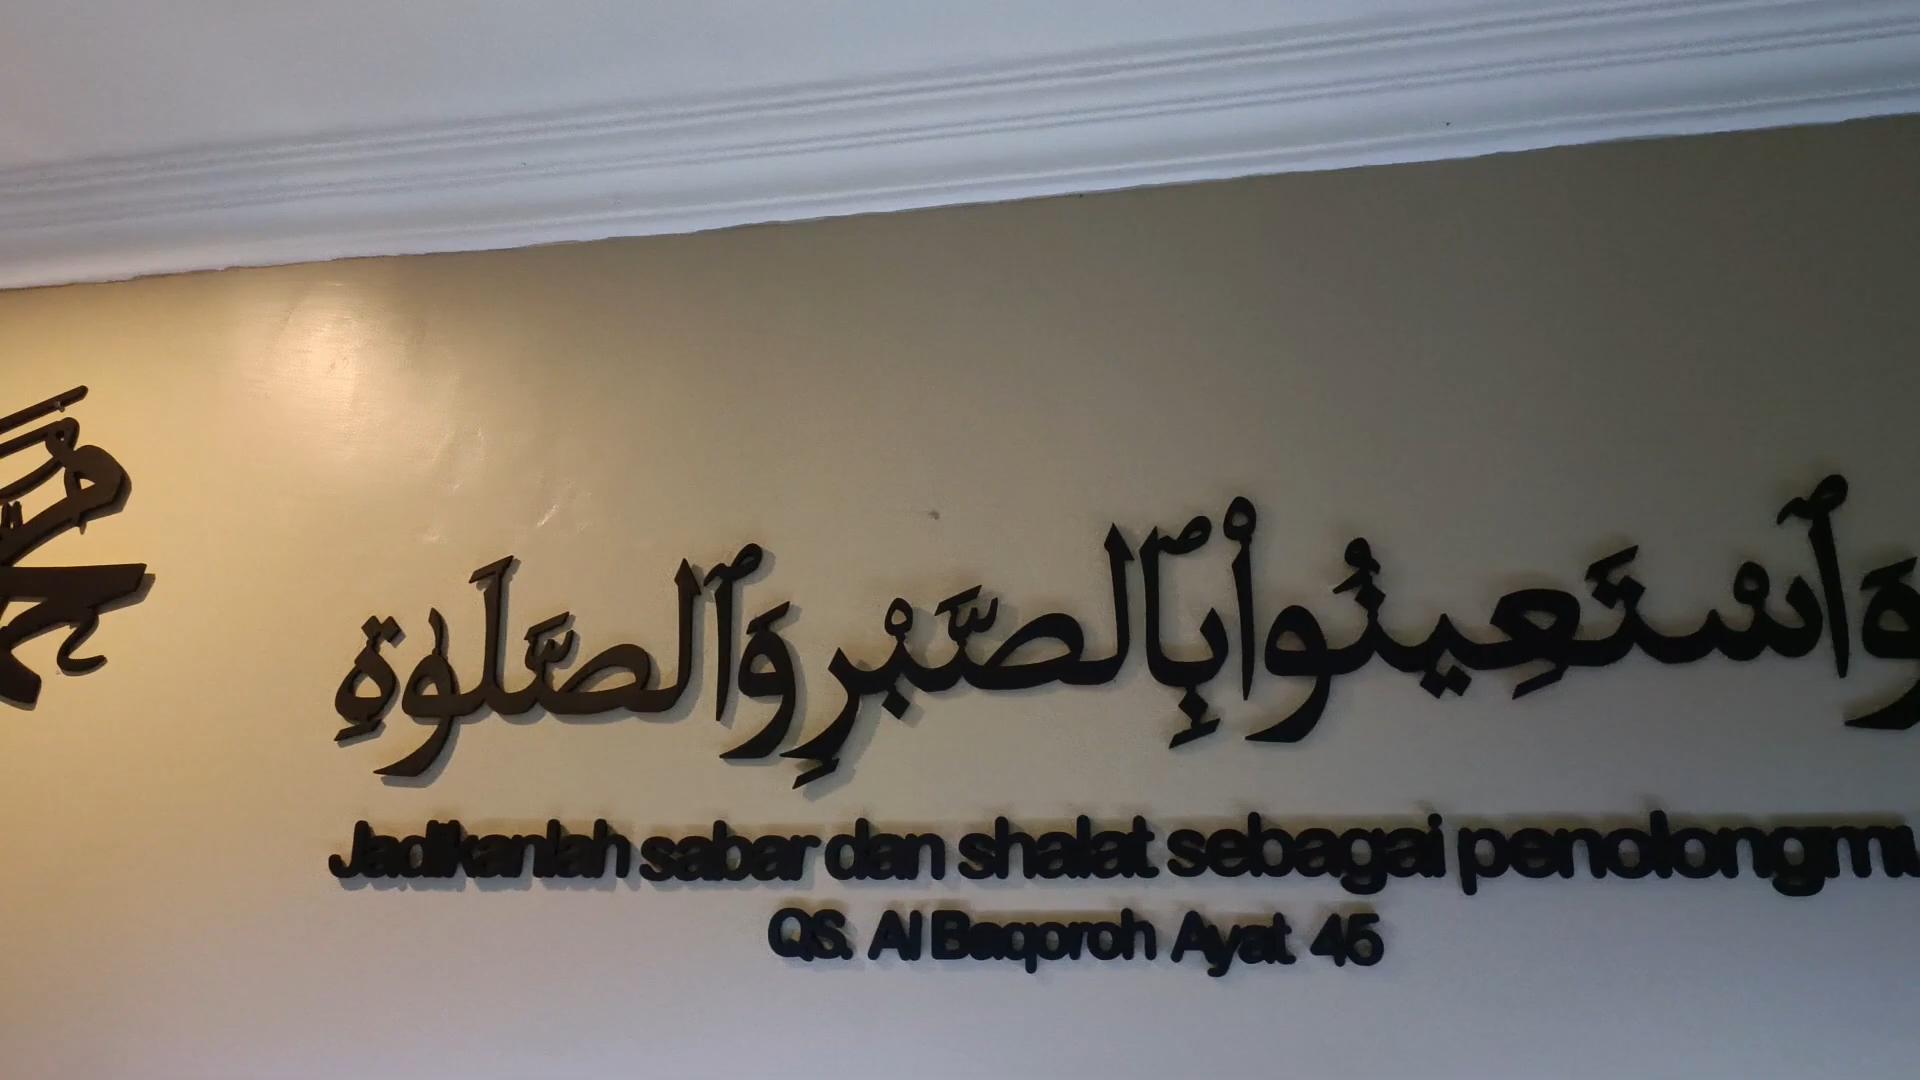 وَٱسْتَعِينُوا۟ بِٱلصَّبْرِ وَٱلصَّلَوٰةِ
Jadikanlah sabar dan shalat sebagai penolongmu
QS. Al Baqoroh Ayat 45